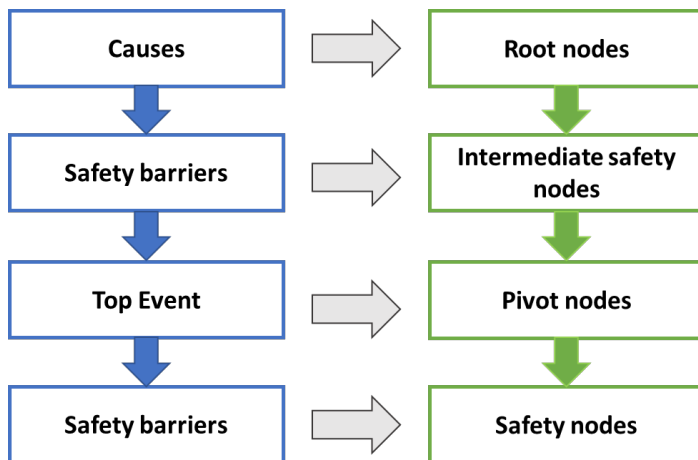 Causes
Root nodes
Safety barriers
Intermediate safety
nodes
Top Event
Pivot nodes
Safety barriers
Safety nodes